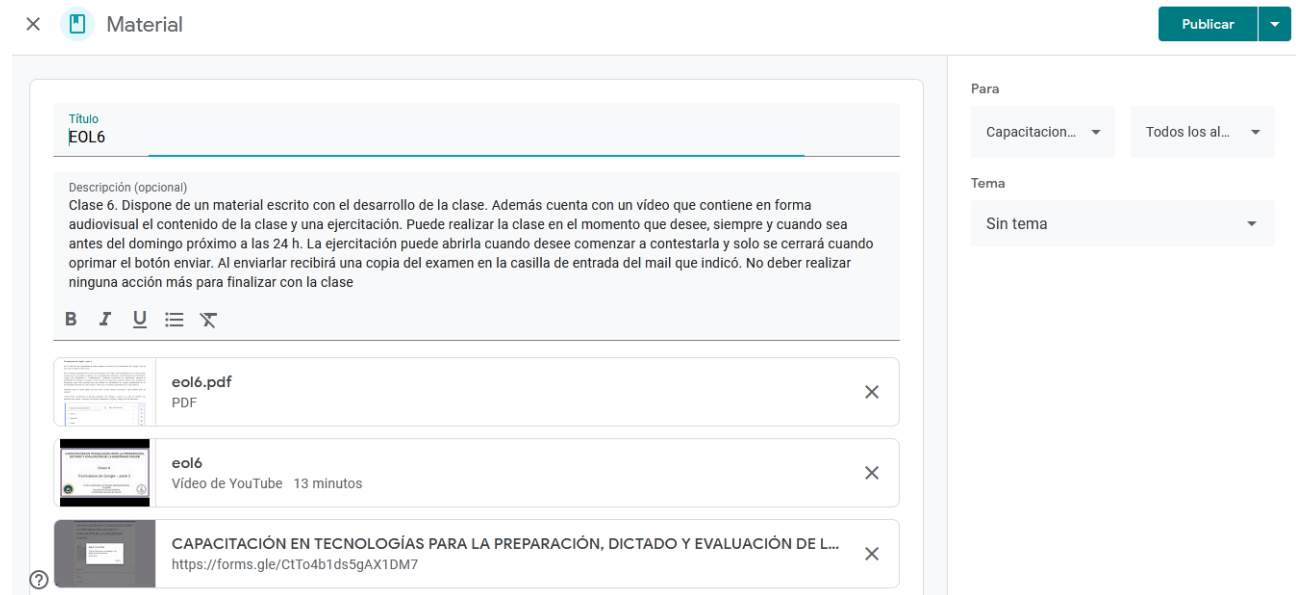 Material
Publicar
Título
EOL6
Descripción (opcional)
Clase 6. Dispone de un material escrito con el desarrollo de la clase. Además cuenta con un vídeo que contiene en forma
audiovisual el contenido de la clase y una ejercitación. Puede realizar la clase en el momento que desee, siempre y cuando sea
antes del domingo próximo a las 24 h. La ejercitación puede abrirla cuando desee comenzar a contestarla y solo se cerrará cuando
oprimar el botón enviar. Al enviarlar recibirá una copia del examen en la casilla de entrada del mail que indicó. No deber realizar
ninguna acción más para finalizar con la clase
B I U
eol6.pdf
PDF
eol6
Vídeo de YouTube 13 minutos
CAPACITACIÓN EN TECNOLOGÍAS PARA LA PREPARACIÓN, DICTADO Y EVALUACIÓN DE L...
https://forms.gle/CtTo4b1ds5gAX1DM7
Para
Capacitacion... Todos los al...
Tema
Sin tema